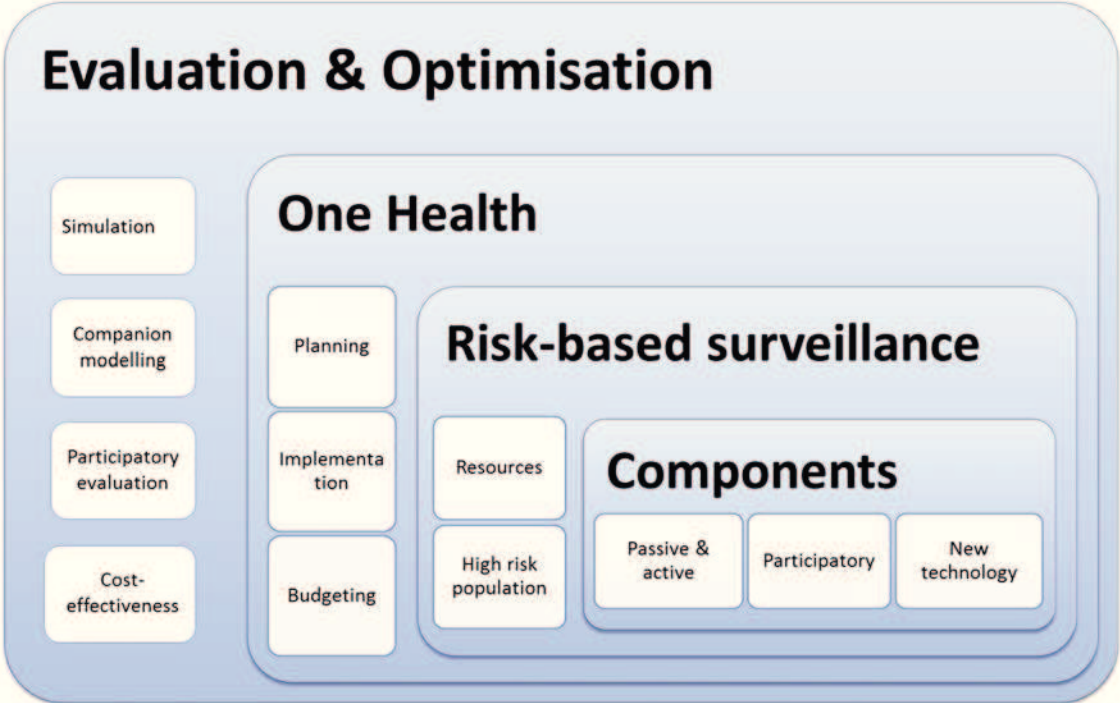 Evaluation & Optimisation
Simulation
Companion
modelling
Participatory
evaluation
Cost-
effectiveness
One Health
Planning
Implementa
tion
Budgeting
Risk-based surveillance
Resources
High risk
population
Components
Passive &
active
Participatory
New
technology